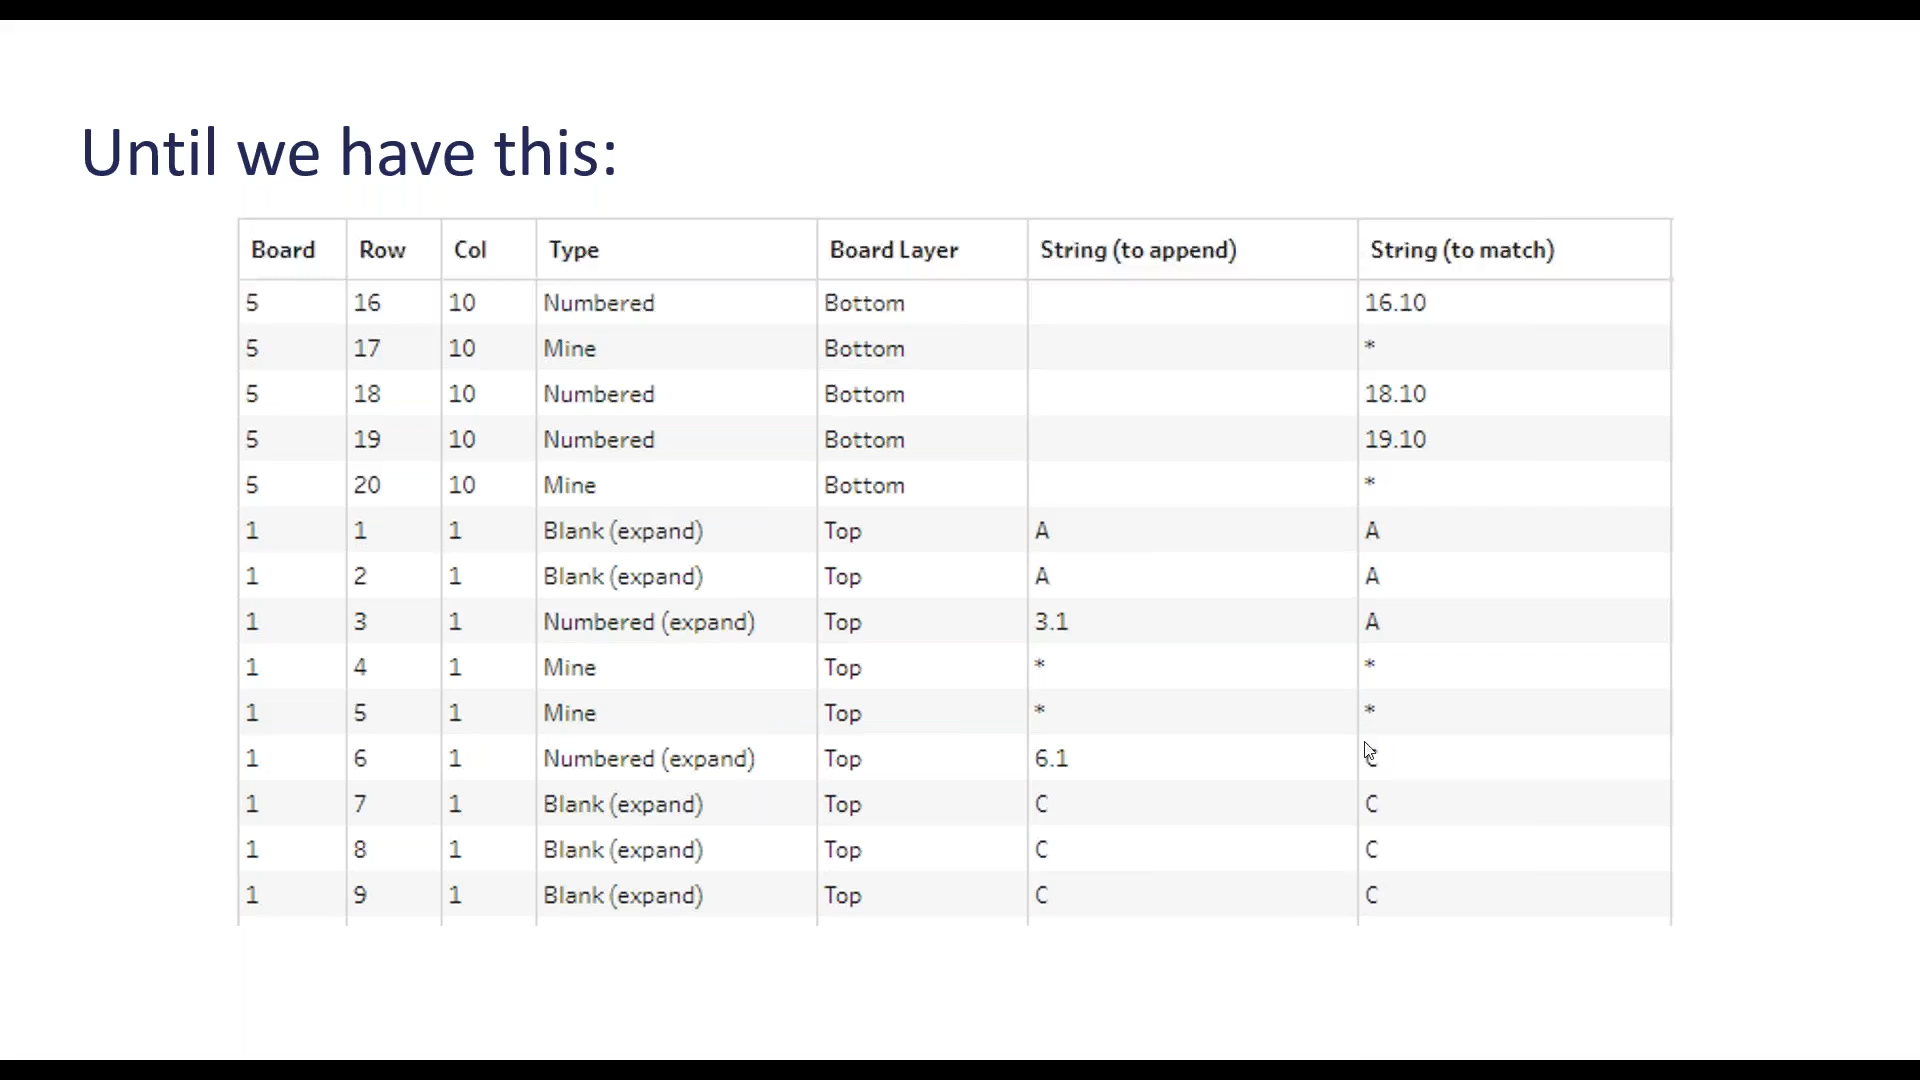 Until we have this:
Board Row Col Type Board Layer String (to append) String (to match)
5 16 10 Numbered Bottom 16.10
5 17 10 Mine Bottom *
5 18 10 Numbered Bottom 18.10
5 19 10 Numbered Bottom 19.10
5 20 10 Mine Bottom *
1 1 1 Blank (expand) Top A A
1 2 1 Blank (expand) Top A A
1 3 1 Numbered (expand) Top 3.1 A
1 4 1 Mine Top * *
1 5 1 Mine Top * *
1 6 1 Numbered (expand) Top 6.1
1 7 1 Blank (expand) Top C C
1 8 1 Blank (expand) Top C C
1 9 1 Blank (expand) Top C C